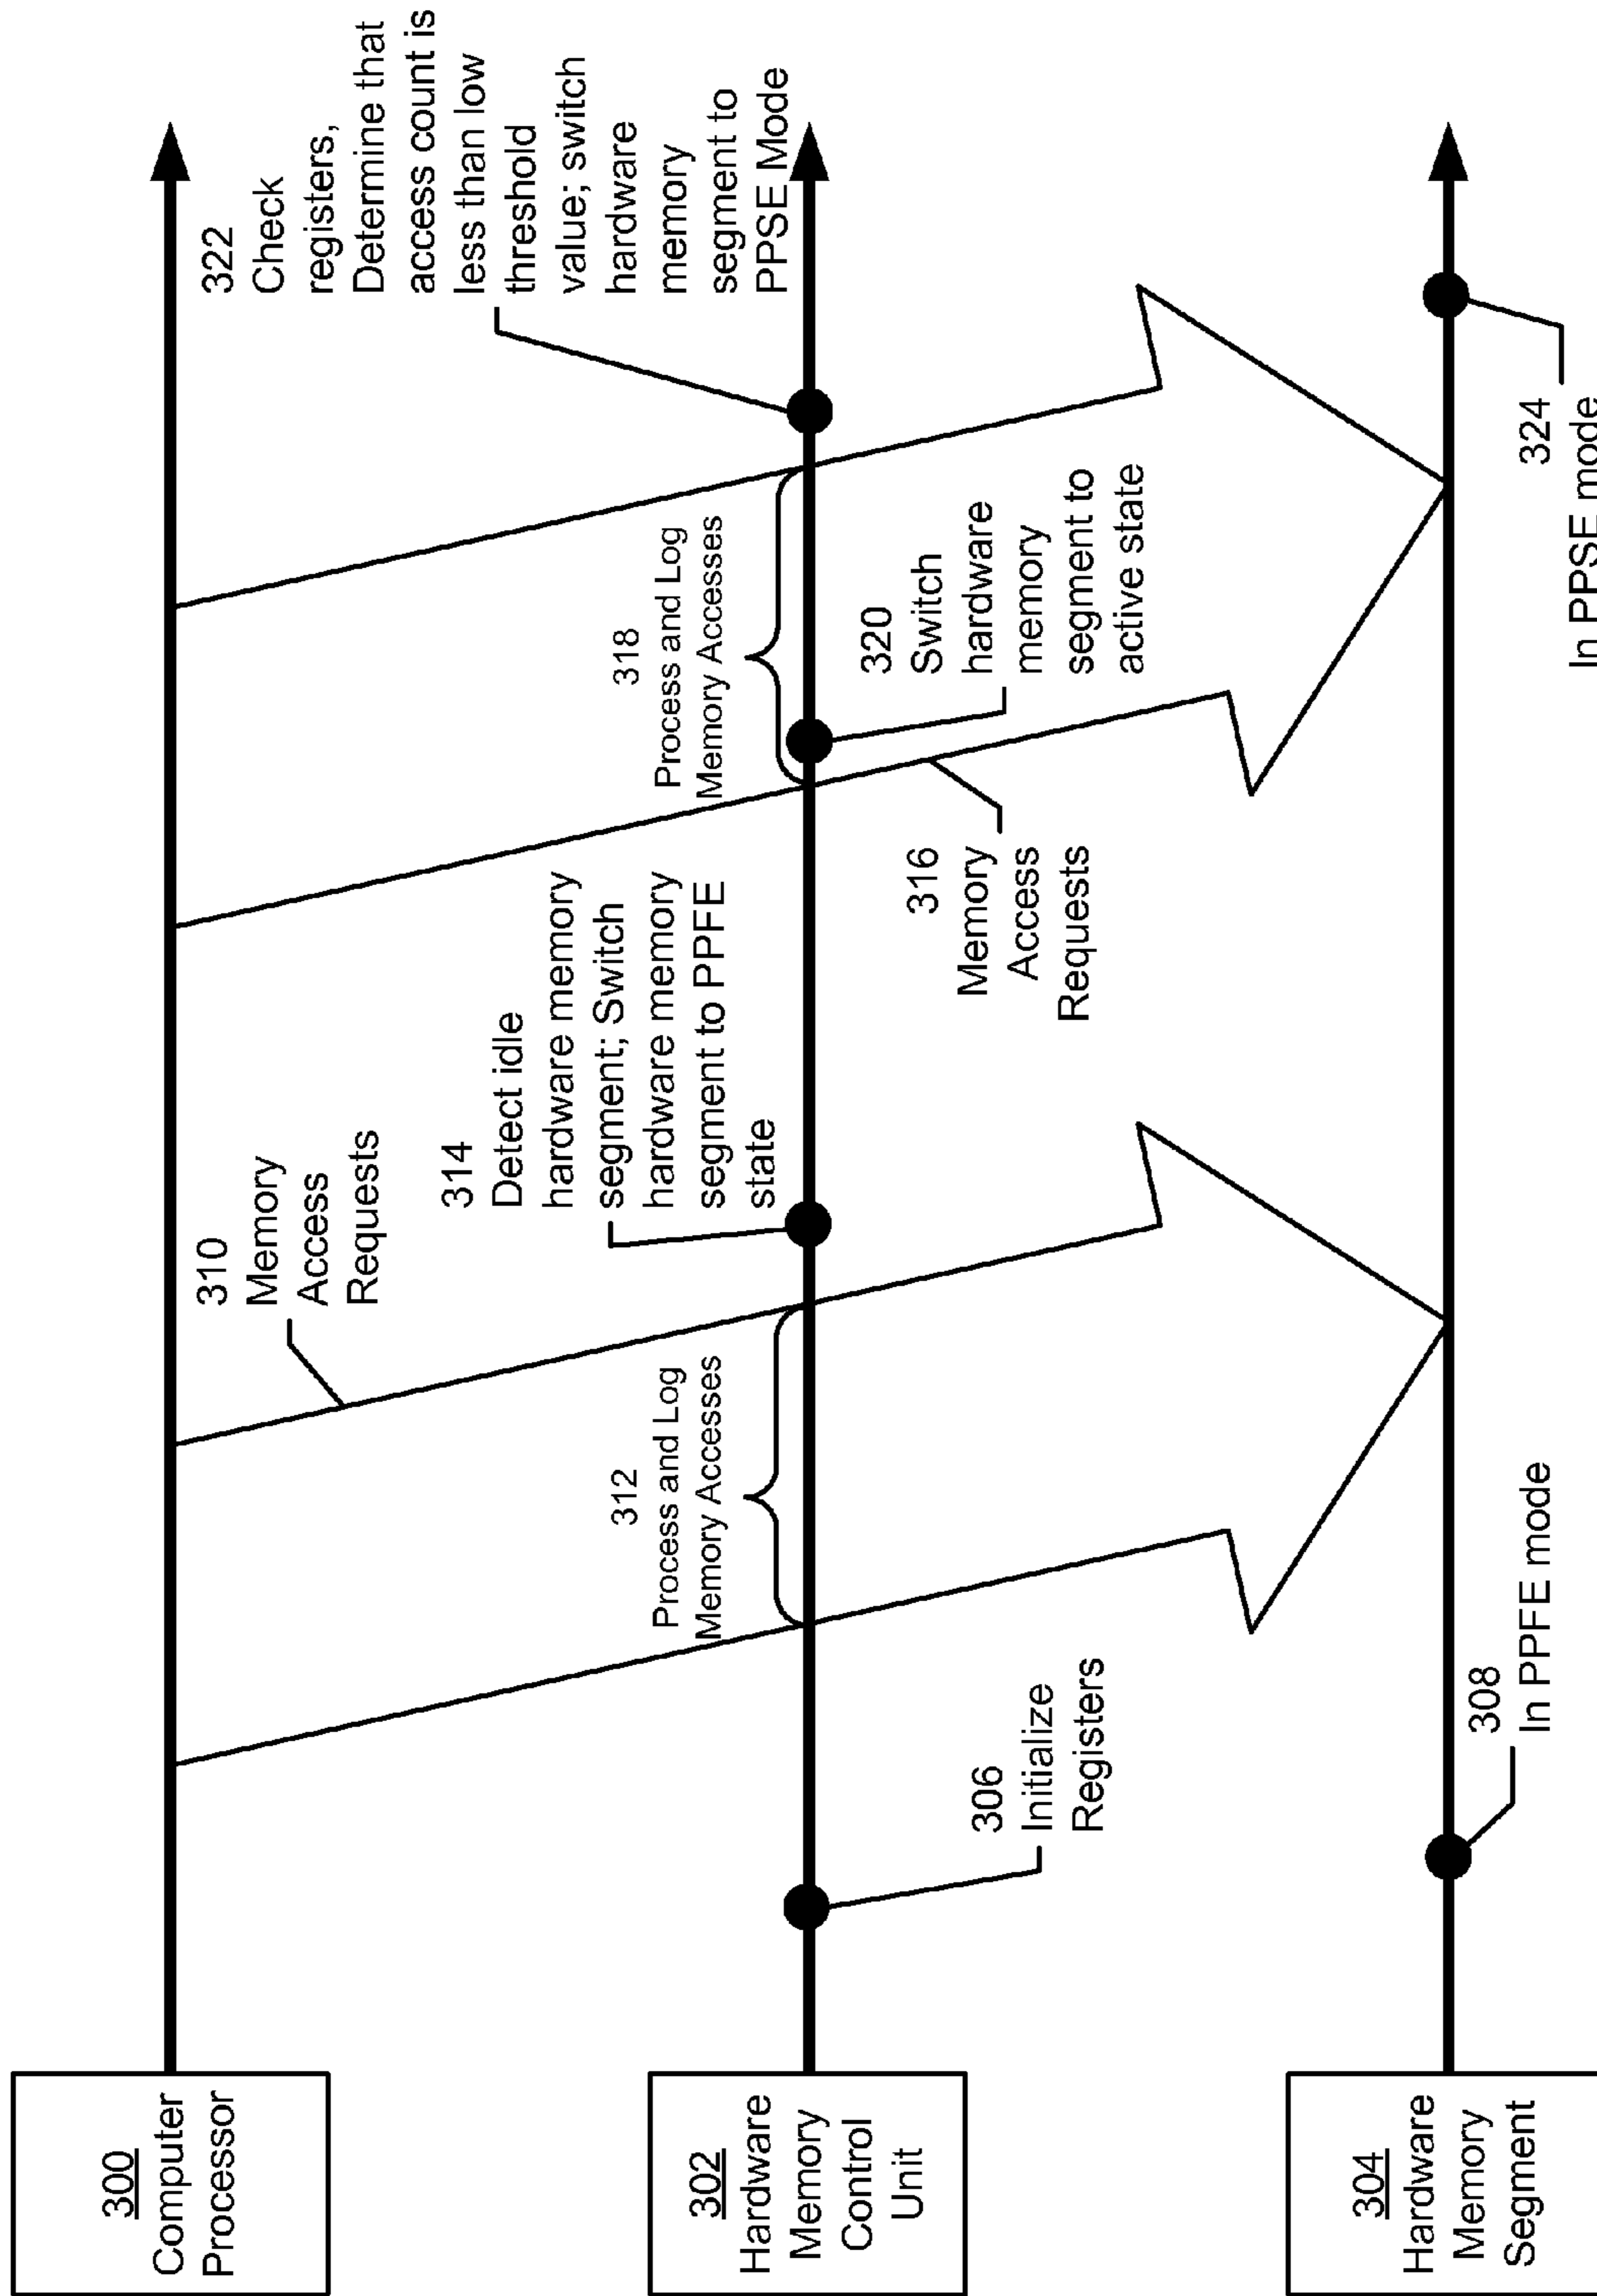 300
Computer
Processor
302
Hardware
Memory
Control
Unit
304
Hardware
Memory
Segment
306
Initialize
Registers
308
In PPFE mode
310
Memory
Access
Requests
312
Process and Log
Memory Accesses
314
Detect idle
hardware memory
segment; Switch
hardware memory
segment to PPFE
state
316
Memory
Access
Requests
318
Process and Log
Memory Accesses
320
Switch
hardware
memory
segment to
active state
322
Check
registers,
Determine that
access count is
less than low
threshold
value; switch
hardware
memory
segment to
PPSE Mode
324
In PPSE mode